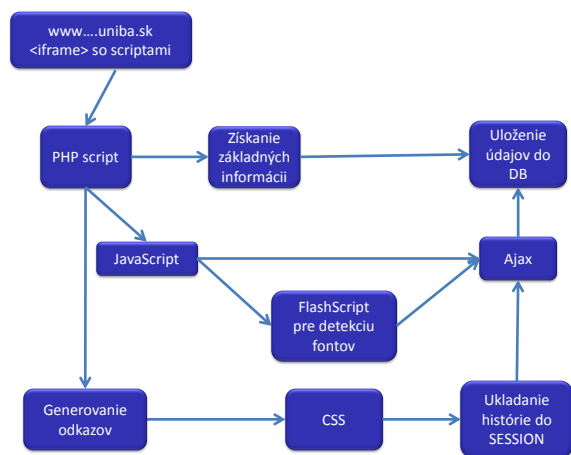 www....uniba.sk
<iframe> so scriptami
PHP script
Získanie
základných
informácii
Uloženie
údajov do
DB
JavaScript
Ajax
FlashScript
pre detekciu
fontov
Generovanie
odkazov
CSS
Ukladanie
histórie do
SESSION